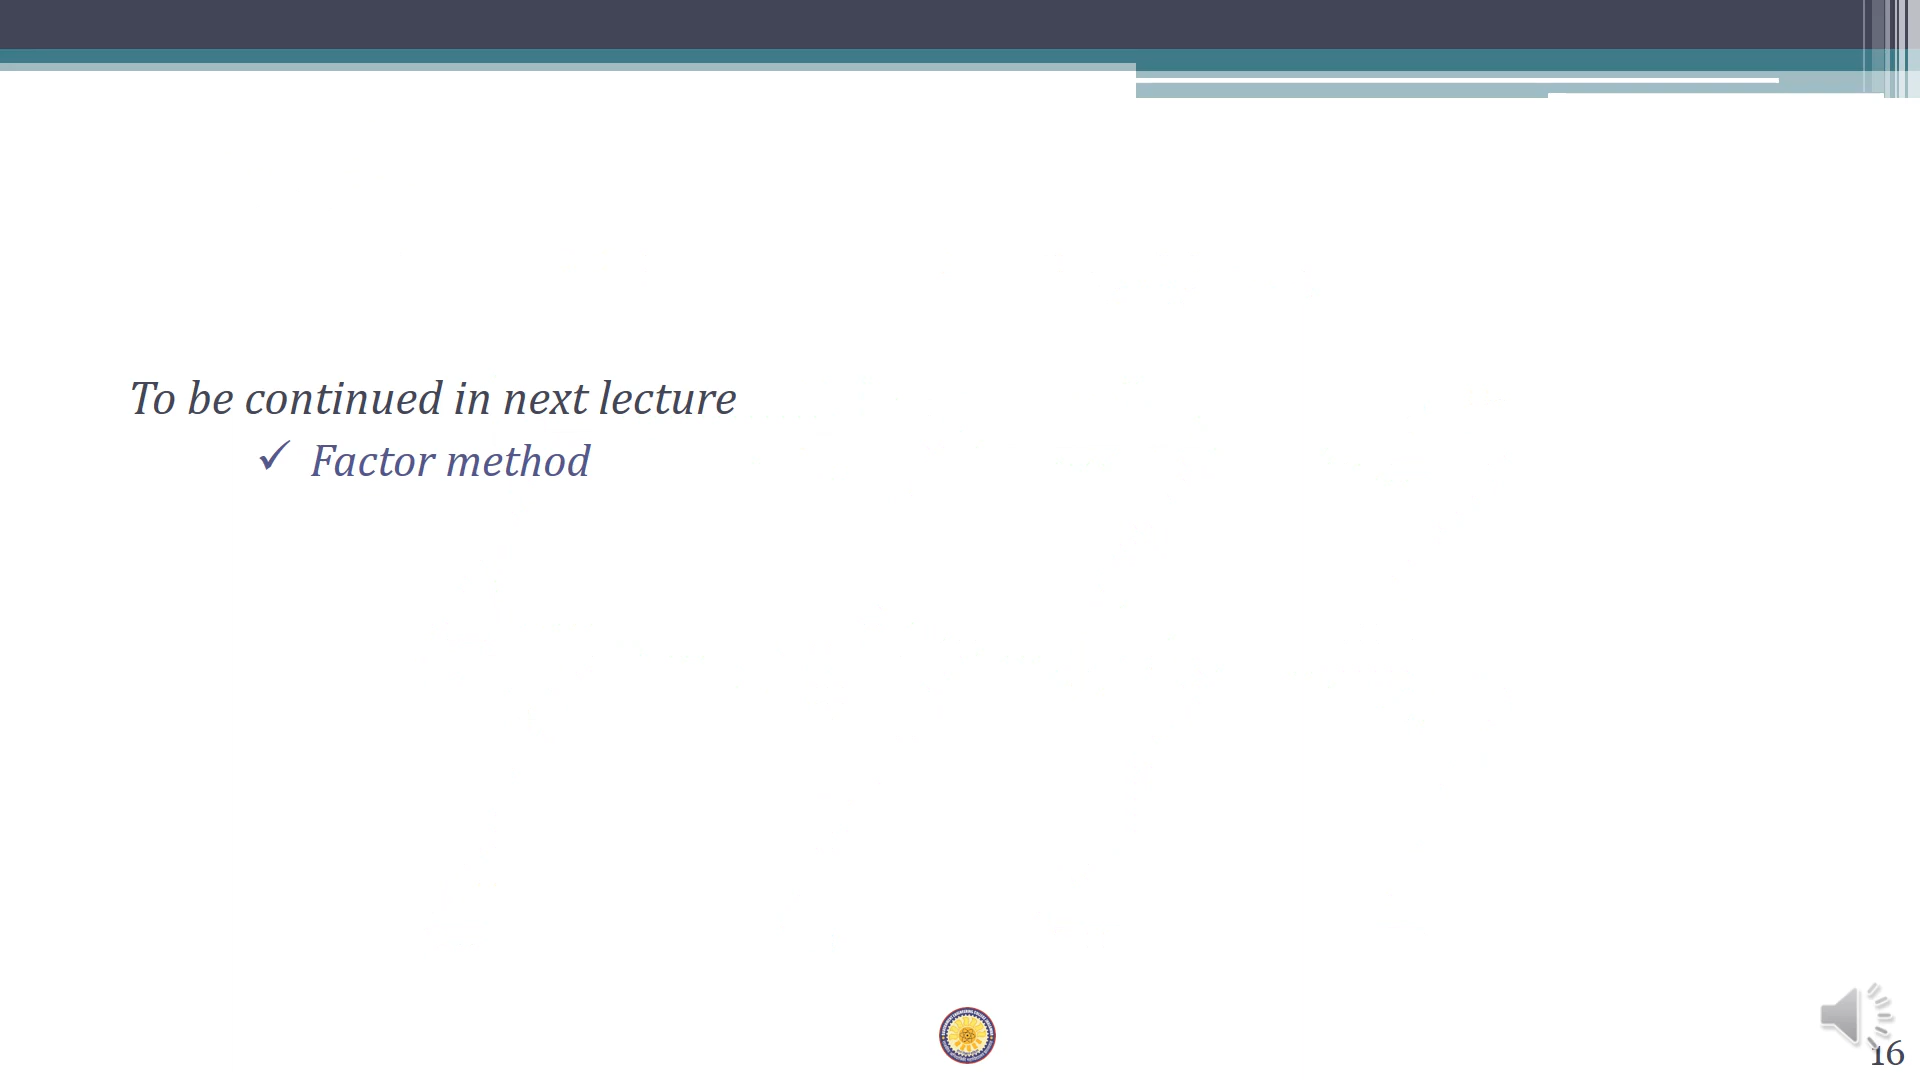 To be continued in next lecture
✓ Factor method
16